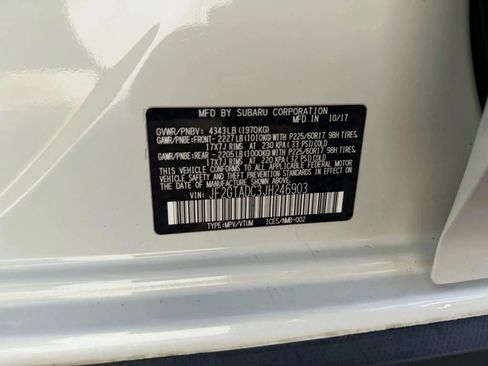 MFD BY SUBARU CORPORATION IN 10/17
GVWR/PNBV: 4343LB(1970KG)
GAWR/PNBE:FRONT- 2227LB(1010KG)WITH P225/60R17 98H TIRES,
17X7J RIMS AT 230 KPA(33 PSI)COLD
GAWR/PNBE:REAR - 2205LB(1000KG)WITH P225/60R17 98H TIRES,
17X7J RIMS AT 220 KPA(32 PSI)COLD
THIS VEHICLE CONFORMS TO ALL APPLICABLE
FEDERAL MOTOR VEHICLE SAFETY AND
THEFT PREVENTION STANDARDS IN EFFECT
ON THE DATE OF MANUFACTURE SHOWN ABOVE.
VIN: JF2GTADC3JH246903
TYPE:MPV/VTUM ICES/NMB-002